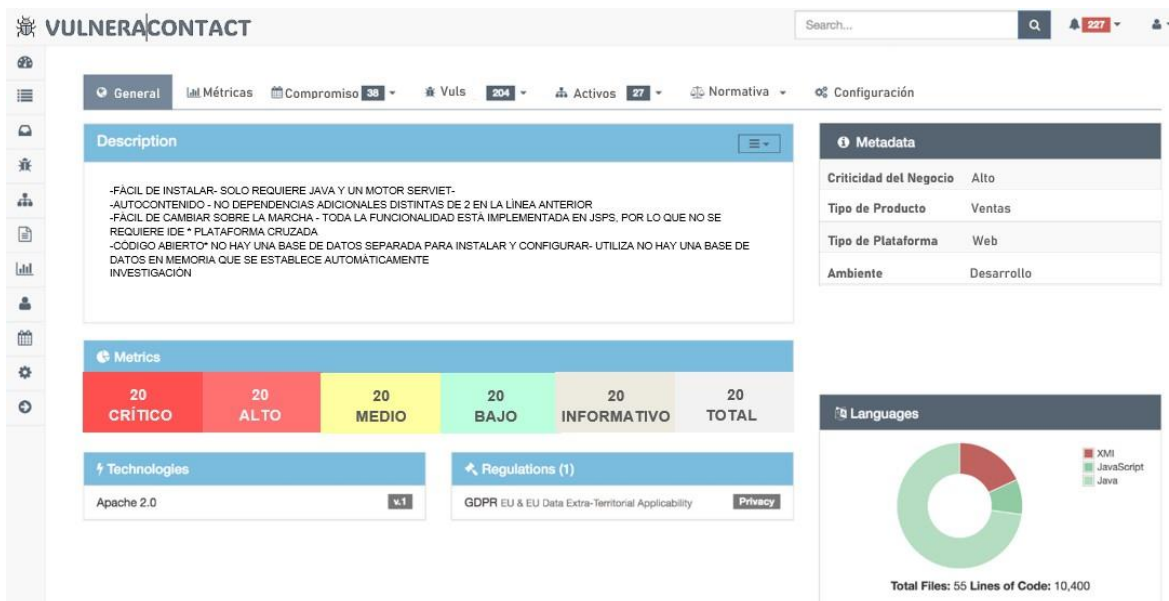 VULNERACONTACT
Search...
227
General
Métricas
Compromiso 38
Vuls 204
Activos 27
Normativa
Configuración
Description
-FÁCIL DE INSTALAR- SOLO REQUIERE JAVA Y UN MOTOR SERVIET-
-AUTOCONTENIDO - NO DEPENDENCIAS ADICIONALES DISTINTAS DE 2 EN LA LÍNEA ANTERIOR
-FÁCIL DE CAMBIAR SOBRE LA MARCHA - TODA LA FUNCIONALIDAD ESTÁ IMPLEMENTADA EN JSPS, POR LO QUE NO SE
REQUIERE IDE * PLATAFORMA CRUZADA
-CÓDIGO ABIERTO* NO HAY UNA BASE DE DATOS SEPARADA PARA INSTALAR Y CONFIGURAR- UTILIZA NO HAY UNA BASE DE
DATOS EN MEMORIA QUE SE ESTABLECE AUTOMÁTICAMENTE
INVESTIGACIÓN
Metadata
Criticidad del Negocio Alto
Tipo de Producto Ventas
Tipo de Plataforma Web
Ambiente Desarrollo
Metrics
20 CRÍTICO
20 ALTO
20 MEDIO
20 BAJO
20 INFORMATIVO
20 TOTAL
Technologies
Apache 2.0 v.1
Regulations (1)
GDPR EU & EU Data Extra-Territorial Applicability Privacy
Languages
XMI
JavaScript
Java
Total Files: 55 Lines of Code: 10,400